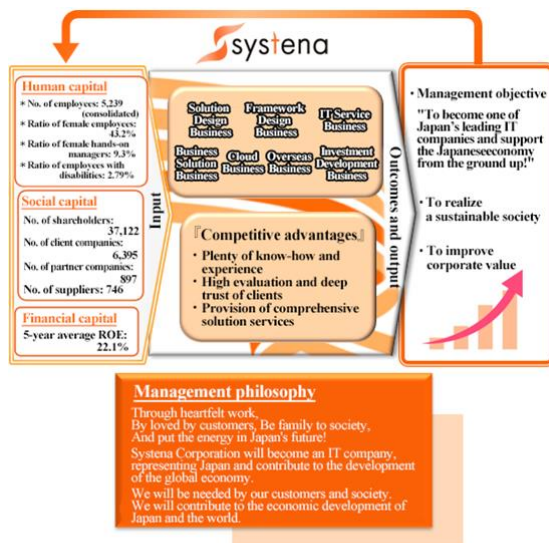 systena
Human capital
* No. of employees: 5,239
(consolidated)
* Ratio of female employees:
43.2%
* Ratio of female hands-on
managers: 9.3%
* Ratio of employees with
disabilities: 2.79%
Social capital
No. of shareholders:
37,122
No. of client companies:
6,395
No. of partner companies:
897
No. of suppliers: 746
Financial capital
5-year average ROE:
22.1%
Input
Solution
Design
Business
Framework
Design
Business
IT Service
Business
Business
Solution
Business
Cloud
Business
Overseas
Business
Investment
Development
Business
『Competitive advantages』
• Plenty of know-how and
experience
• High evaluation and deep
trust of clients
• Provision of comprehensive
solution services
Outcomes and output
• Management objective
"To become one of
Japan's leading IT
companies and support
the Japaneseeconomy
from the ground up!"
• To realize
a sustainable society
• To improve
corporate value
Management philosophy
Through heartfelt work,
By loved by customers, Be family to society,
And put the energy in Japan's future!
Systena Corporation will become an IT company,
representing Japan and contribute to the development
of the global economy.
We will be needed by our customers and society.
We will contribute to the economic development of
Japan and the world.